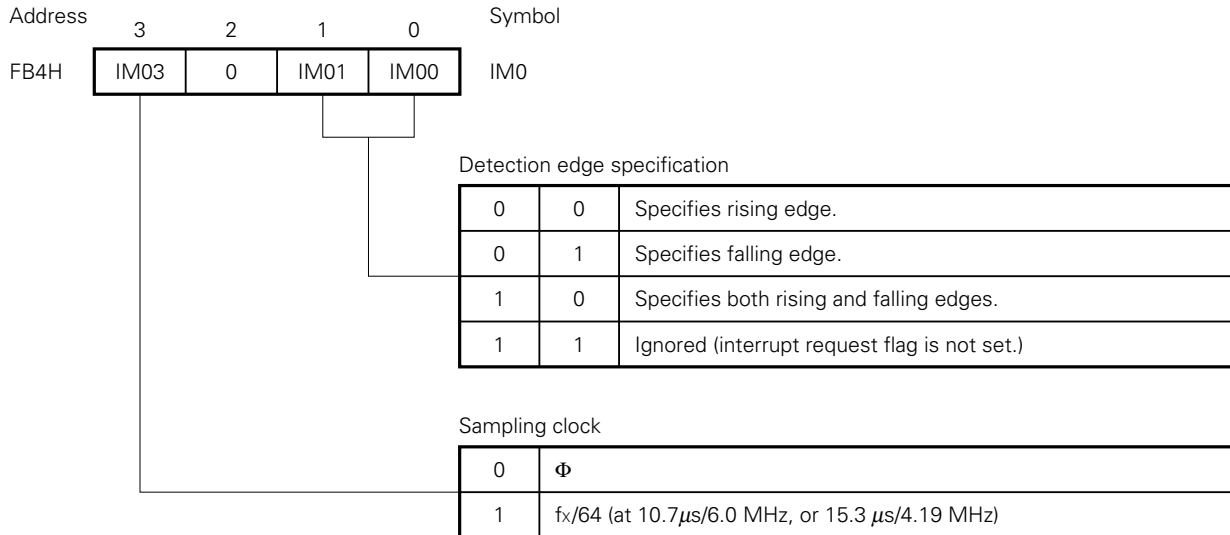 Address 3 2 1 0 Symbol
FB4H IM03 0 IM01 IM00 IM0
Detection edge specification
0 0 Specifies rising edge.
0 1 Specifies falling edge.
1 0 Specifies both rising and falling edges.
1 1 Ignored (interrupt request flag is not set.)
Sampling clock
0 Φ
1 fx/64 (at 10.7μs/6.0 MHz, or 15.3 μs/4.19 MHz)